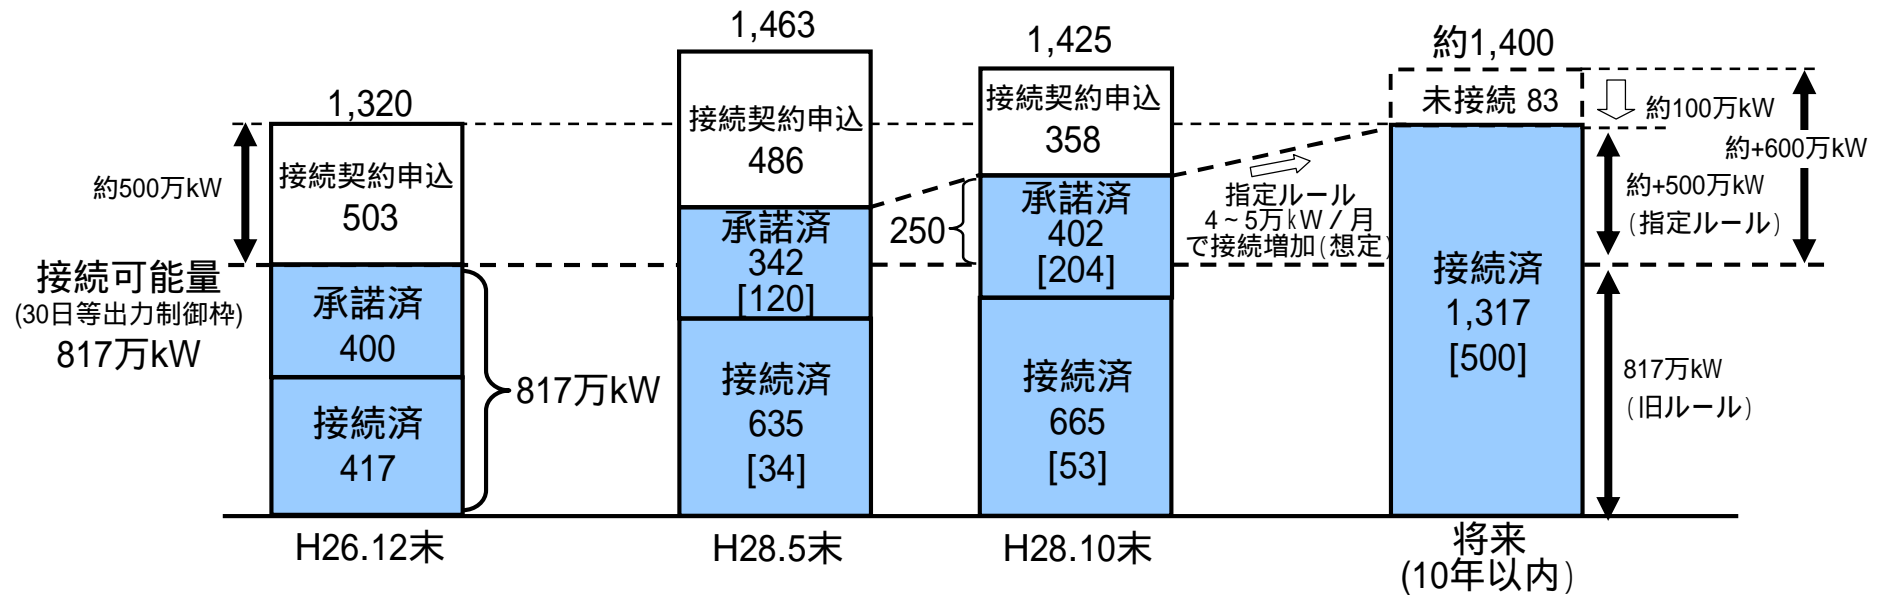 1,320
接続契約申込
503
約500万kW
接続可能量
(30日等出力制御枠)
817万kW
承諾済
400
接続済
417
817万kW
H26.12末
1,463
接続契約申込
486
承諾済
342
[120]
接続済
635
[34]
H28.5末
1,425
接続契約申込
358
250
承諾済
402
[204]
接続済
665
[53]
H28.10末
指定ルール
4~5万kW/月
で接続増加(想定)
約1,400
未接続 83
接続済
1,317
[500]
将来
(10年以内)
約100万kW
約+600万kW
約+500万kW
(指定ルール)
817万kW
(旧ルール)